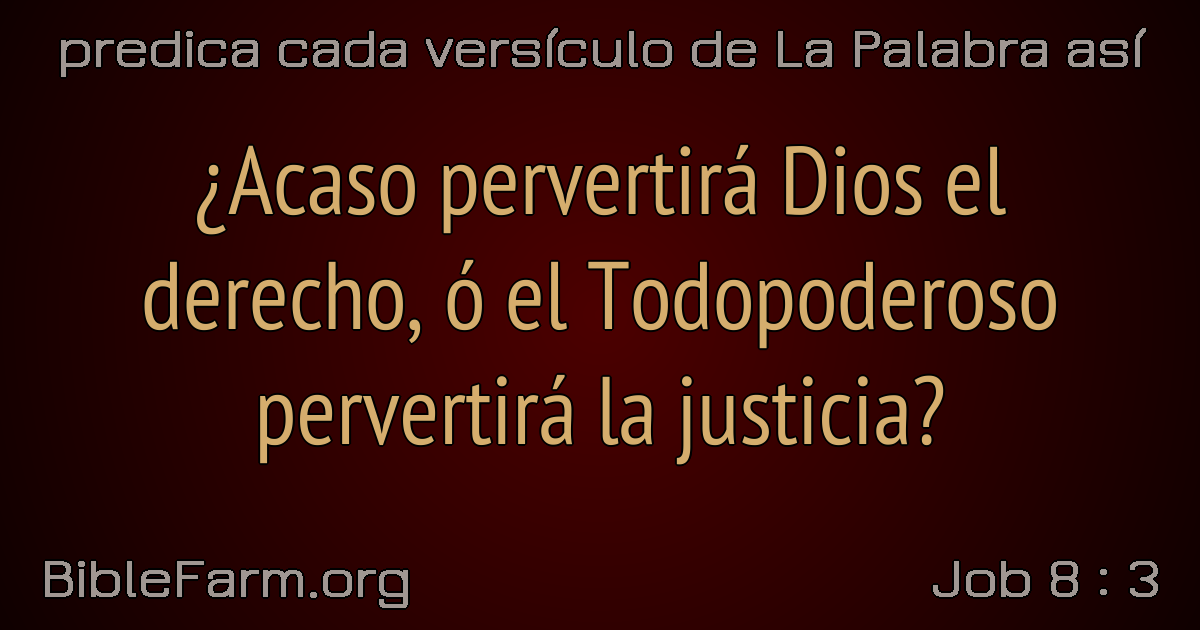 predica cada versículo de La Palabra así
¿Acaso pervertirá Dios el
derecho, ó el Todopoderoso
pervertirá la justicia?
BibleFarm.org
Job 8 : 3